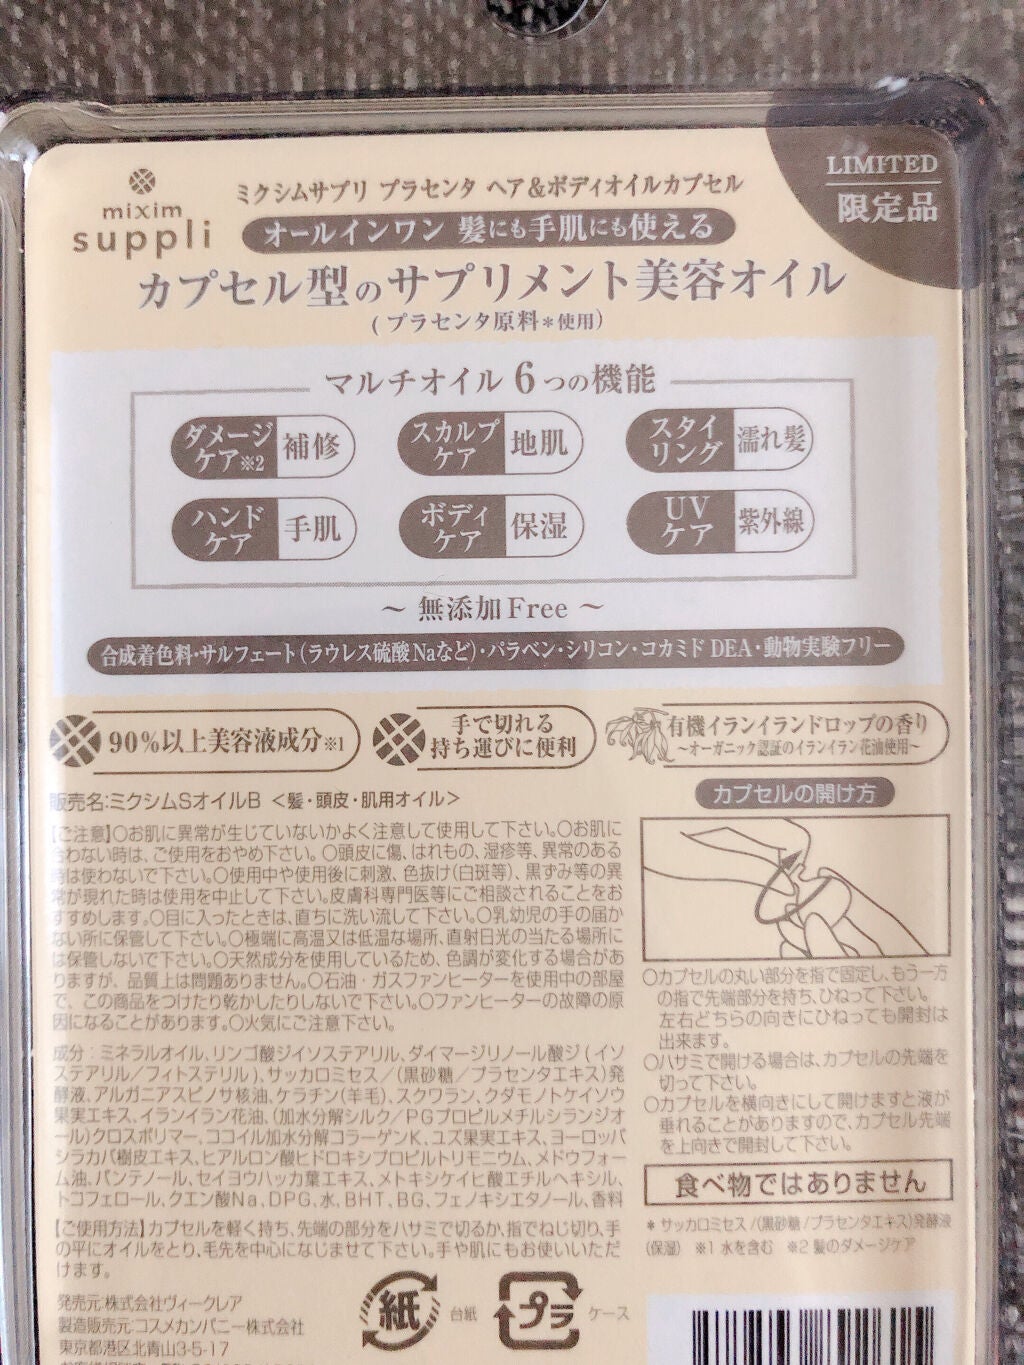 LIMITED
限定品
mixim
suppli
ミクシムサプリ プラセンタ ヘア&ボディオイルカプセル
オールインワン 髪にも手肌にも使える
カプセル型のサプリメント美容オイル
(プラセンタ原料*使用)
マルチオイル 6つの機能
ダメージケア※2 補修
スカルプケア 地肌
スタイリング 濡れ髪
ハンドケア 手肌
ボディケア 保湿
UVケア 紫外線
~ 無添加Free ~
合成着色料・サルフェート(ラウレス硫酸Naなど)・パラベン・シリコン・コカミドDEA・動物実験フリー
90%以上美容液成分※1
手で切れる
持ち運びに便利
有機イランイランドロップの香り
~オーガニック認証のイランイラン花油使用~
販売名:ミクシムSオイルB <髪・頭皮・肌用オイル>
【ご注意】○お肌に異常が生じていないかよく注意して使用して下さい。○お肌に
合わない時は、ご使用をおやめ下さい。○頭皮に傷、はれもの、湿疹等、異常のある
時は使わないで下さい。○使用中や使用後に刺激、色抜け(白斑等)、黒ずみ等の異
常が現れた時は使用を中止して下さい。皮膚科専門医等にご相談されることをお
すすめします。○目に入ったときは、直ちに洗い流して下さい。○乳幼児の手の届か
ない所に保管して下さい。○極端に高温又は低温な場所、直射日光の当たる場所に
は保管しないで下さい。○天然成分を使用しているため、色調が変化する場合があ
りますが、品質上は問題ありません。○石油・ガスファンヒーターを使用中の部屋
で、この商品をつけたり乾かしたりしないで下さい。○ファンヒーターの故障の原
因になることがあります。○火気にご注意下さい。
成分:ミネラルオイル、リンゴ酸ジイソステアリル、ダイマージリノール酸ジ(イソ
ステアリル/フィトステリル)、サッカロミセス/(黒砂糖/プラセンタエキス)発
酵液、アルガニアスピノサ核油、ケラチン(羊毛)、スクワラン、クダモノトケイソウ
果実エキス、イランイラン花油、(加水分解シルク/PGプロピルメチルシランジオ
ール)クロスポリマー、ココイル加水分解コラーゲンK、ユズ果実エキス、ヨーロッパ
シラカバ樹皮エキス、ヒアルロン酸ヒドロキシプロピルトリモニウム、メドウフォー
ム油、パンテノール、セイヨウハッカ葉エキス、メトキシケイヒ酸エチルヘキシル、
トコフェロール、クエン酸Na、DPG、水、BHT、BG、フェノキシエタノール、香料
【ご使用方法】カプセルを軽く持ち、先端の部分をハサミで切るか、指でねじ切り、手
の平にオイルをとり、毛先を中心になじませて下さい。手や肌にもお使いいただ
けます。
発売元:株式会社ヴィークレア
製造販売元:コスメカンパニー株式会社
東京都港区北青山3-5-17
カプセルの開け方
○カプセルの丸い部分を指で固定し、もう一方
の指で先端部分を持ち、ひねって下さい。
左右どちらの向きにひねっても開封は
出来ます。
○ハサミで開ける場合は、カプセルの先端を
切って下さい。
○カプセルを横向きにして開けますと液が
垂れることがありますので、カプセル先端
を上向きで開封して下さい。
食べ物ではありません
*サッカロミセス/(黒砂糖/プラセンタエキス)発酵液
(保湿) ※1 水を含む ※2 髪のダメージケア
紙 台紙
プラ ケース